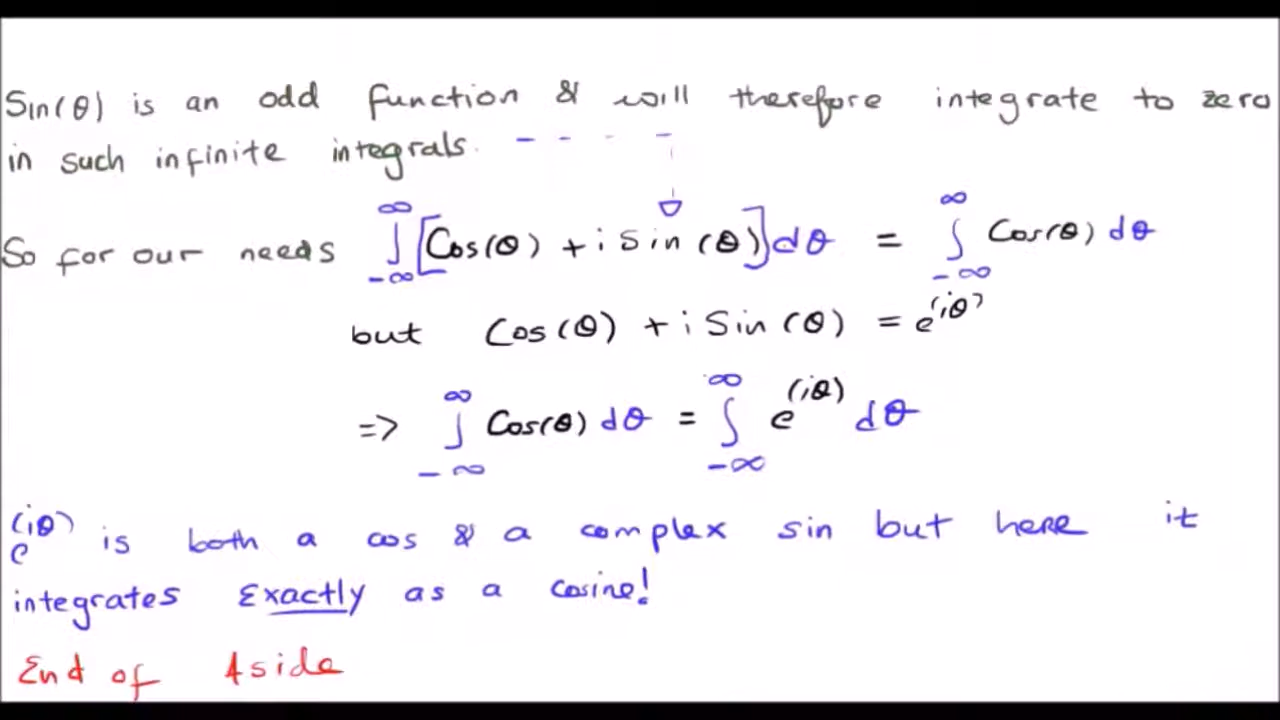 Sin(θ) is an odd function & will therefore integrate to zero
in such infinite integrals.
So for our needs ∫_{-∞}^{∞} [Cos(θ) + i Sin(θ)] dθ = ∫_{-∞}^{∞} Cos(θ) dθ
but Cos(θ) + i Sin(θ) = e^{(iθ)}
=> ∫_{-∞}^{∞} Cos(θ) dθ = ∫_{-∞}^{∞} e^{(iθ)} dθ
e^{(iθ)} is both a cos & a complex sin but here it
integrates Exactly as a cosine!
End of Aside